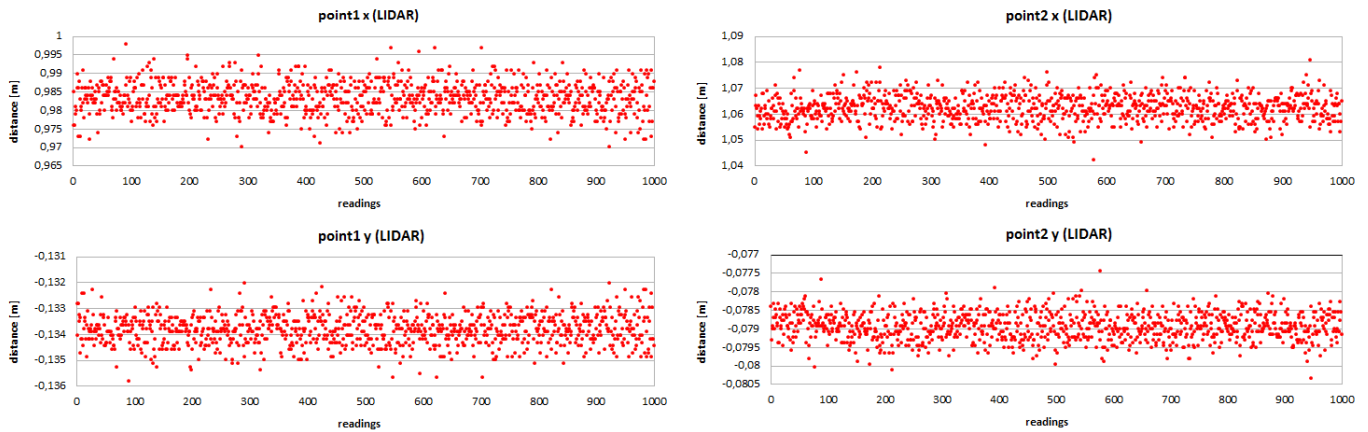 point1 x (LIDAR)
distance [m]
1
0,995
0,99
0,985
0,98
0,975
0,97
0,965
0 100 200 300 400 500 600 700 800 900 1000
readings
point2 x (LIDAR)
distance [m]
1,09
1,08
1,07
1,06
1,05
1,04
0 100 200 300 400 500 600 700 800 900 1000
readings
point1 y (LIDAR)
distance [m]
-0,131
-0,132
-0,133
-0,134
-0,135
-0,136
0 100 200 300 400 500 600 700 800 900 1000
readings
point2 y (LIDAR)
distance [m]
-0,077
-0,0775
-0,078
-0,0785
-0,079
-0,0795
-0,08
-0,0805
0 100 200 300 400 500 600 700 800 900 1000
readings